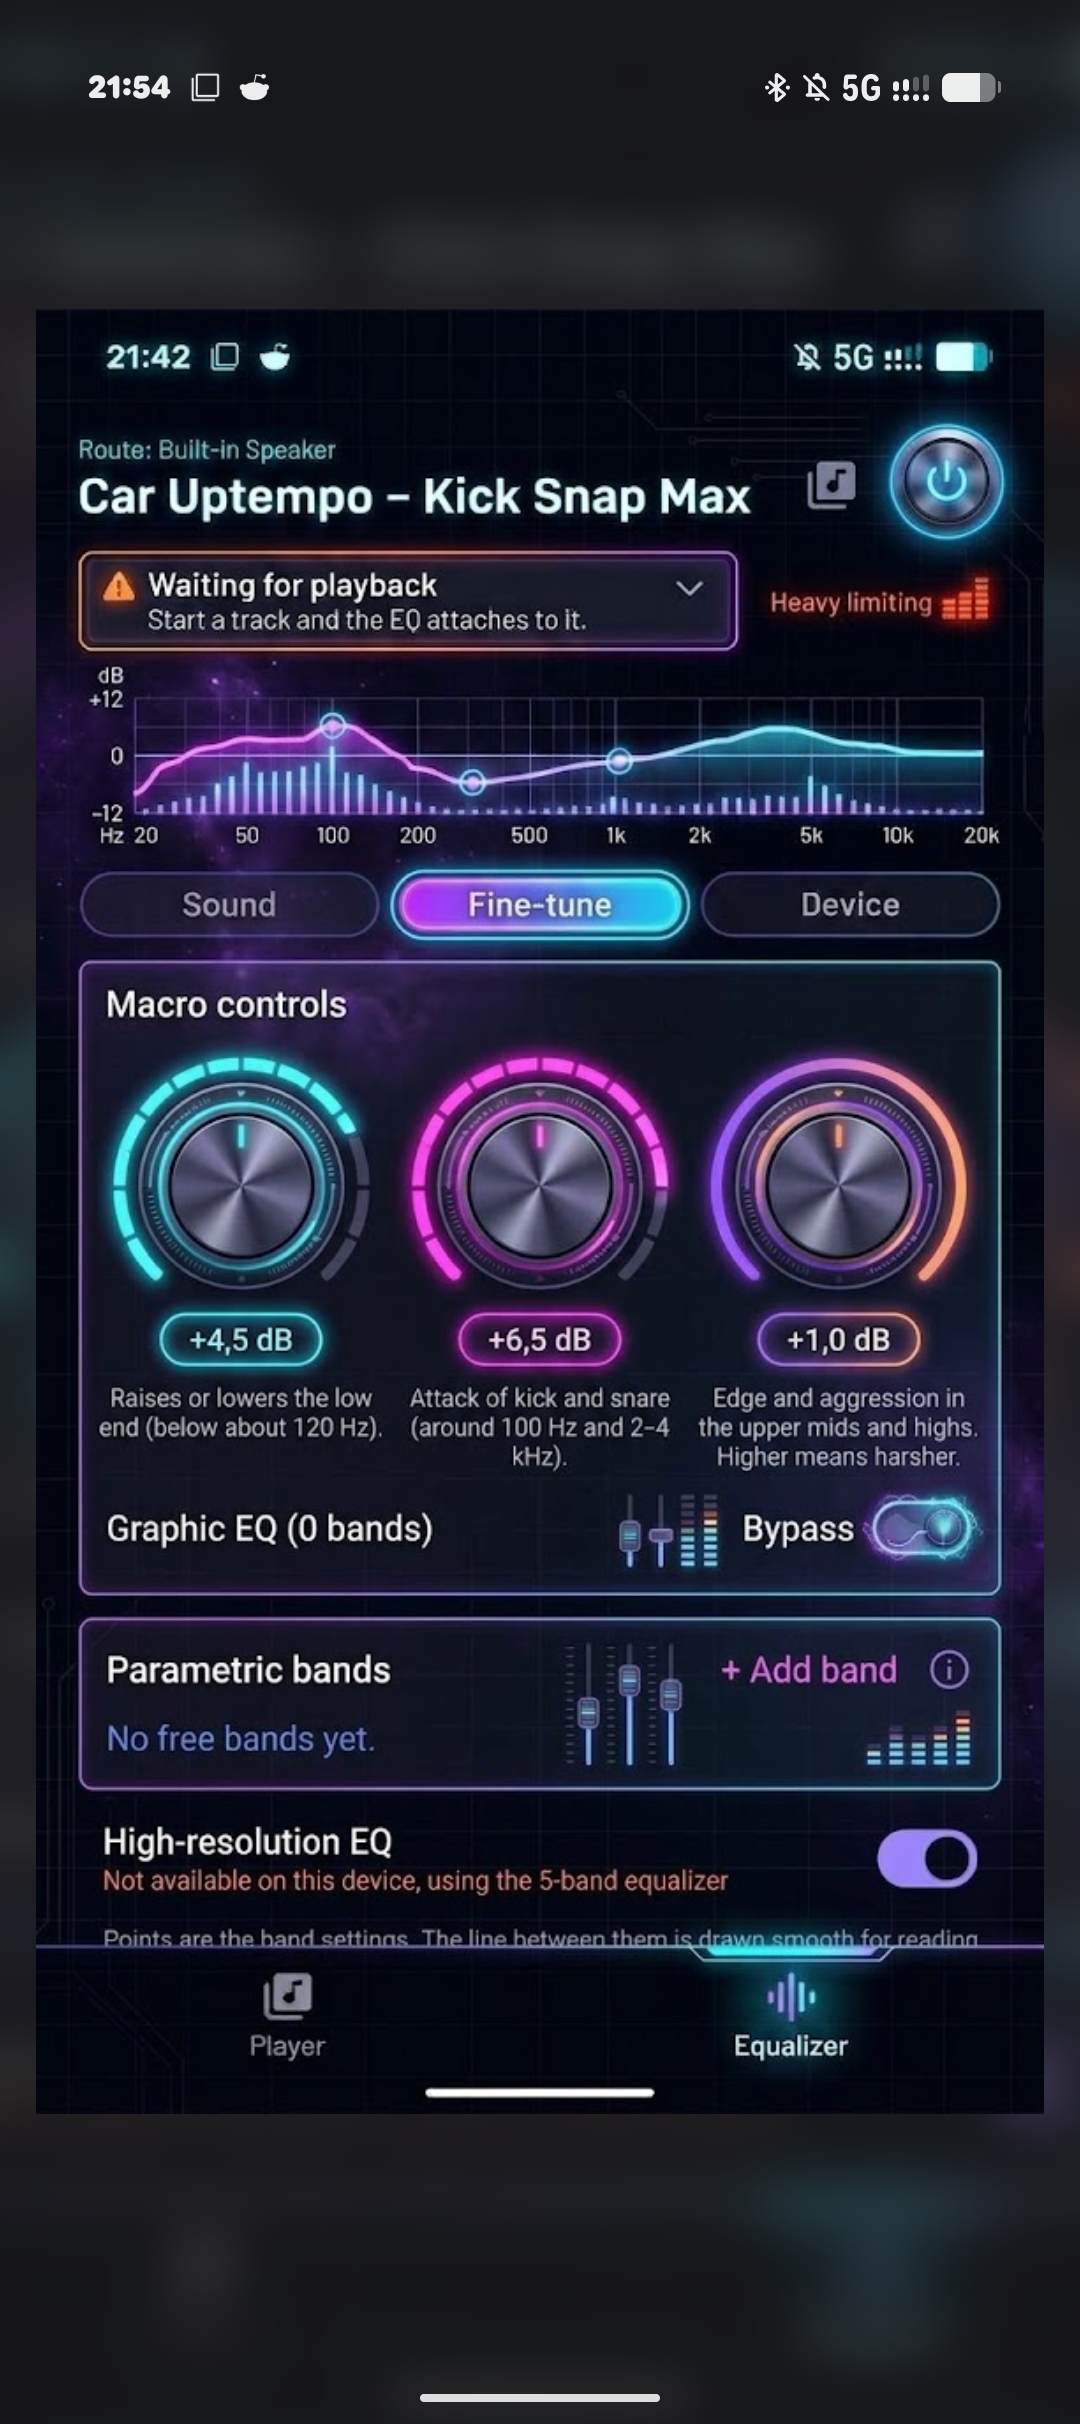 21:54
5G
21:42
5G
Route: Built-in Speaker
Car Uptempo – Kick Snap Max
Waiting for playback
Start a track and the EQ attaches to it.
Heavy limiting
dB
+12
0
-12
Hz 20 50 100 200 500 1k 2k 5k 10k 20k
Sound
Fine-tune
Device
Macro controls
+4,5 dB
+6,5 dB
+1,0 dB
Raises or lowers the low
end (below about 120 Hz).
Attack of kick and snare
(around 100 Hz and 2-4
kHz).
Edge and aggression in
the upper mids and highs.
Higher means harsher.
Graphic EQ (0 bands)
Bypass
Parametric bands
+ Add band
No free bands yet.
High-resolution EQ
Not available on this device, using the 5-band equalizer
Points are the band settings. The line between them is drawn smooth for reading
Player
Equalizer